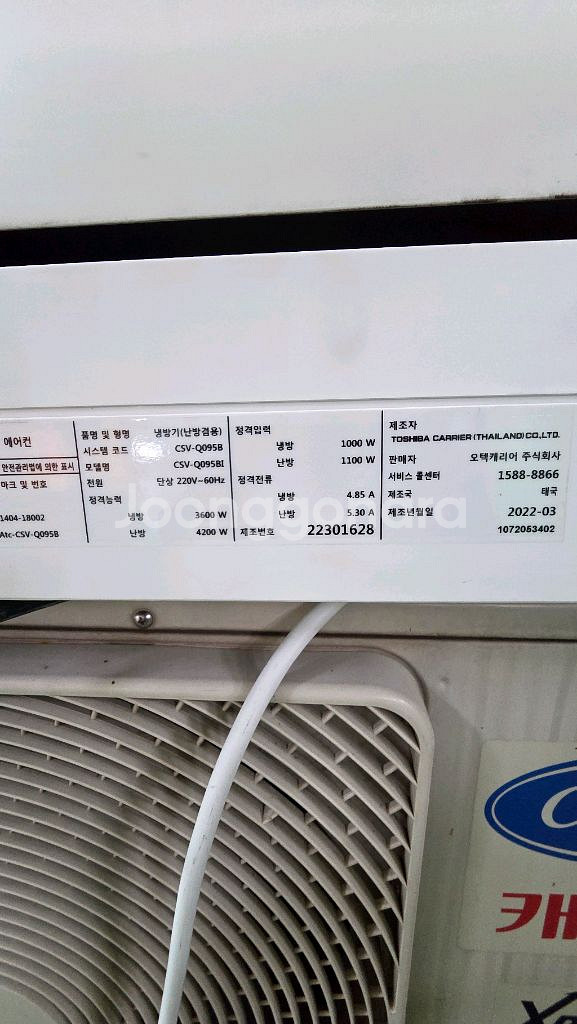 에어컨
안전관리법에 의한 표시
마크 및 번호
1404-18002
Atc-CSV-Q095B
품명 및 형명 냉방기(난방겸용)
시스템 코드 CSV-Q095B
모델명 CSV-Q095BI
전원 단상 220V~60Hz
정격능력
냉방 3600 W
난방 4200 W
정격입력
냉방 1000 W
난방 1100 W
정격전류
냉방 4.85 A
난방 5.30 A
제조번호 22301628
제조자
TOSHIBA CARRIER (THAILAND) CO., LTD.
판매자 오텍캐리어 주식회사
서비스 콜센터 1588-8866
제조국 태국
제조년월일 2022-03
1072053402
Joonggonara
캐